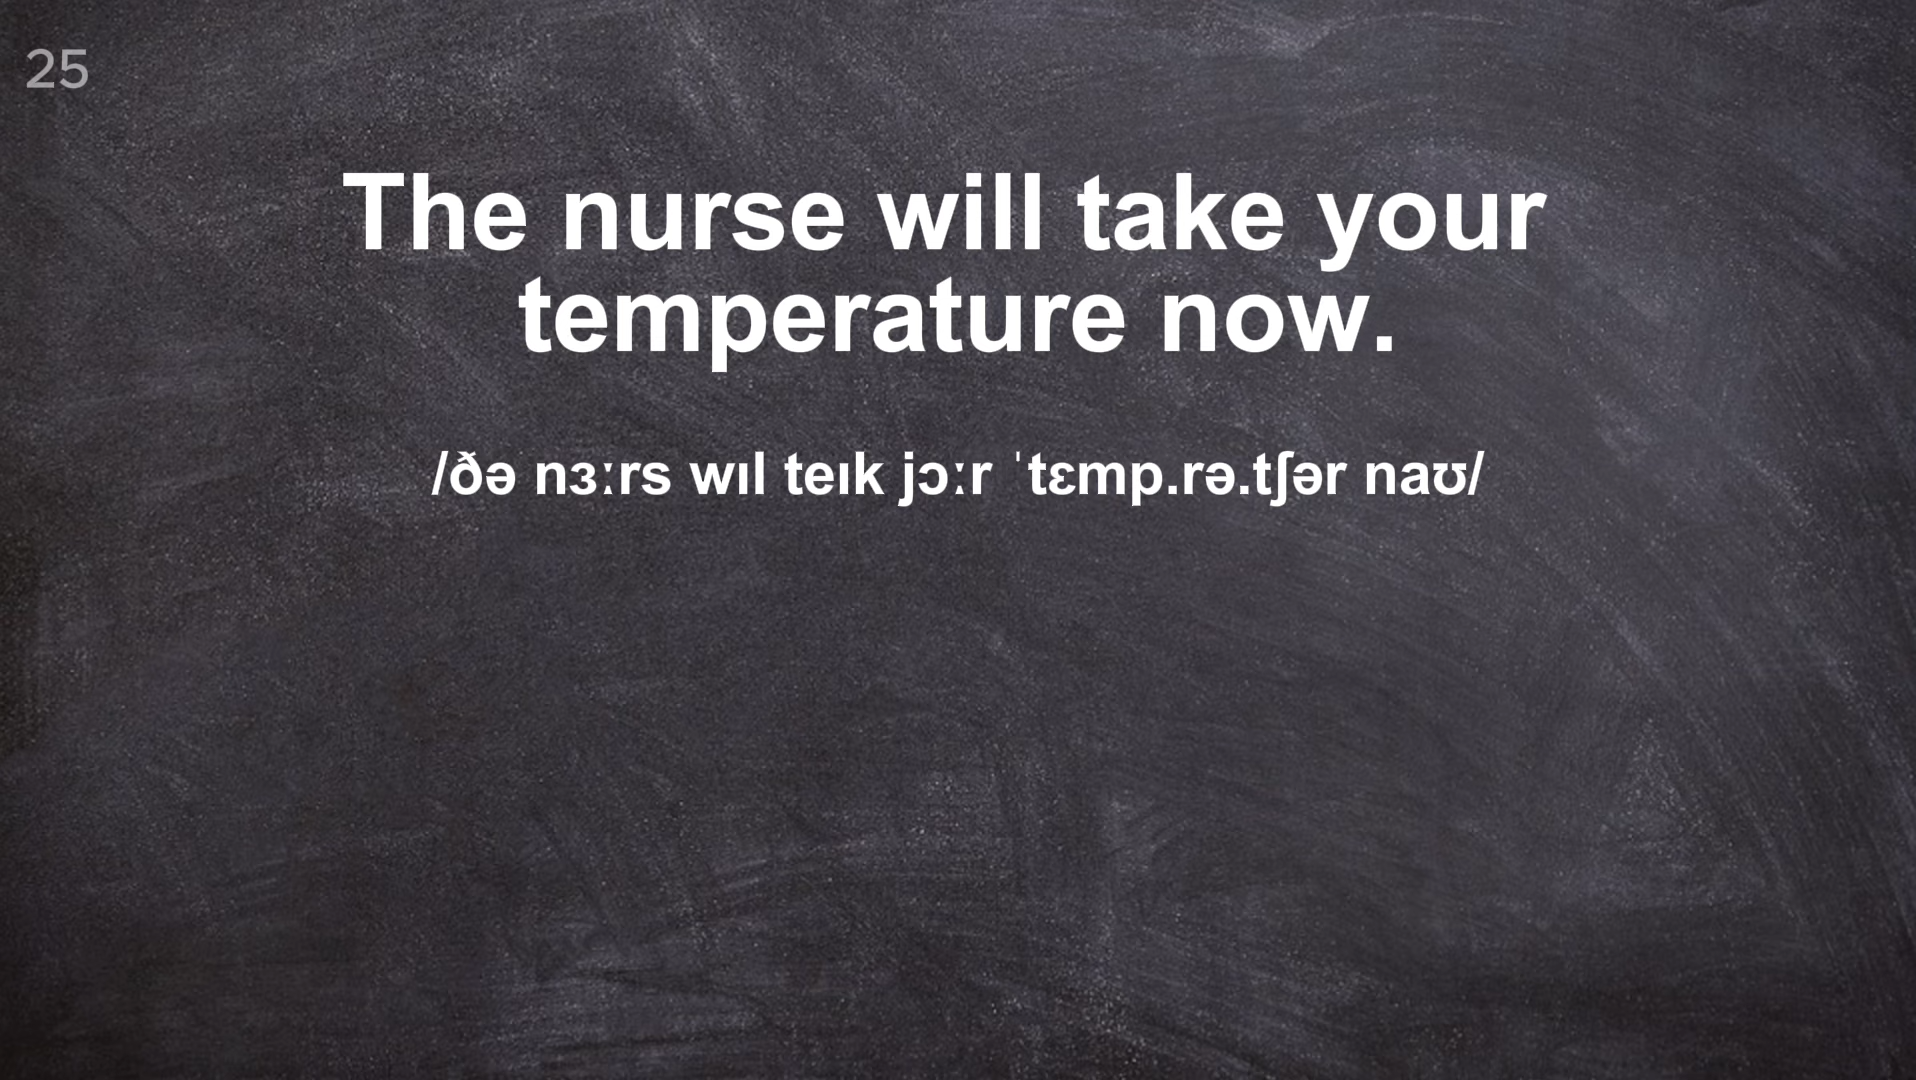 25
The nurse will take your
temperature now.
/ðə nɜːrs wɪl teɪk jɔːr ˈtɛmp.rə.tʃər naʊ/